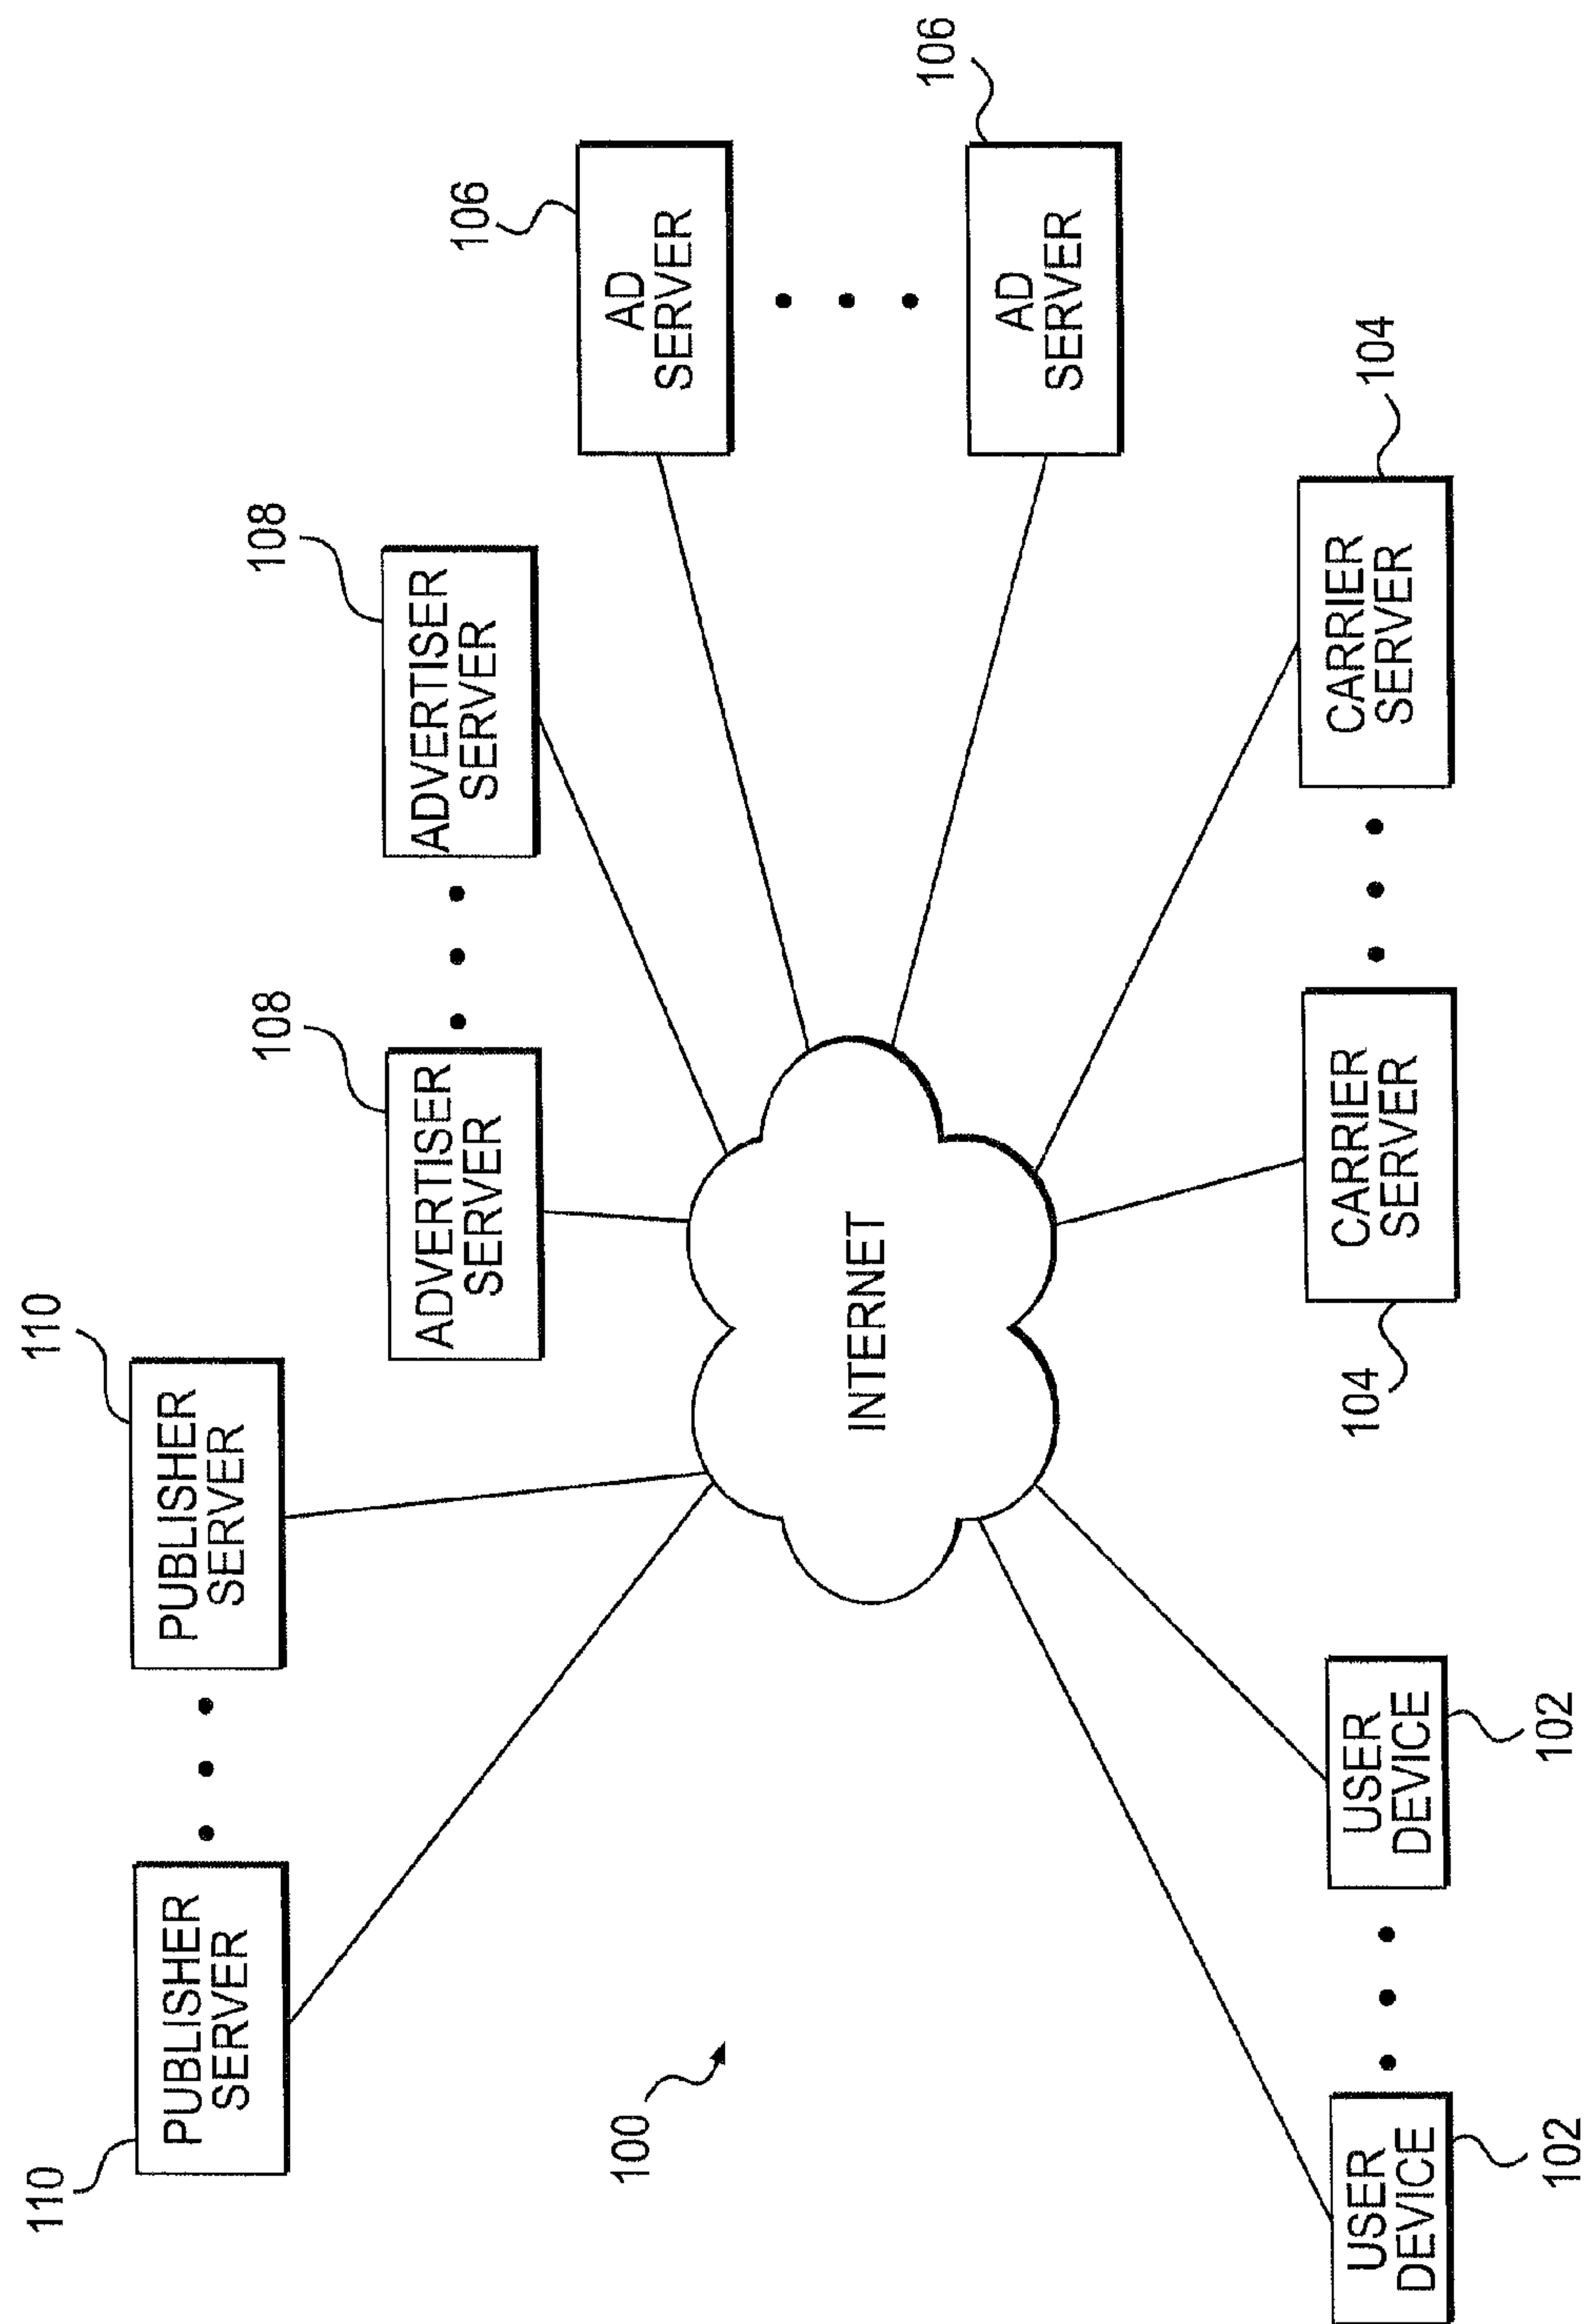 110
PUBLISHER
SERVER
110
PUBLISHER
SERVER
108
ADVERTISER
SERVER
108
ADVERTISER
SERVER
106
AD
SERVER
106
AD
SERVER
INTERNET
100
102
USER
DEVICE
102
USER
DEVICE
104
CARRIER
SERVER
104
CARRIER
SERVER